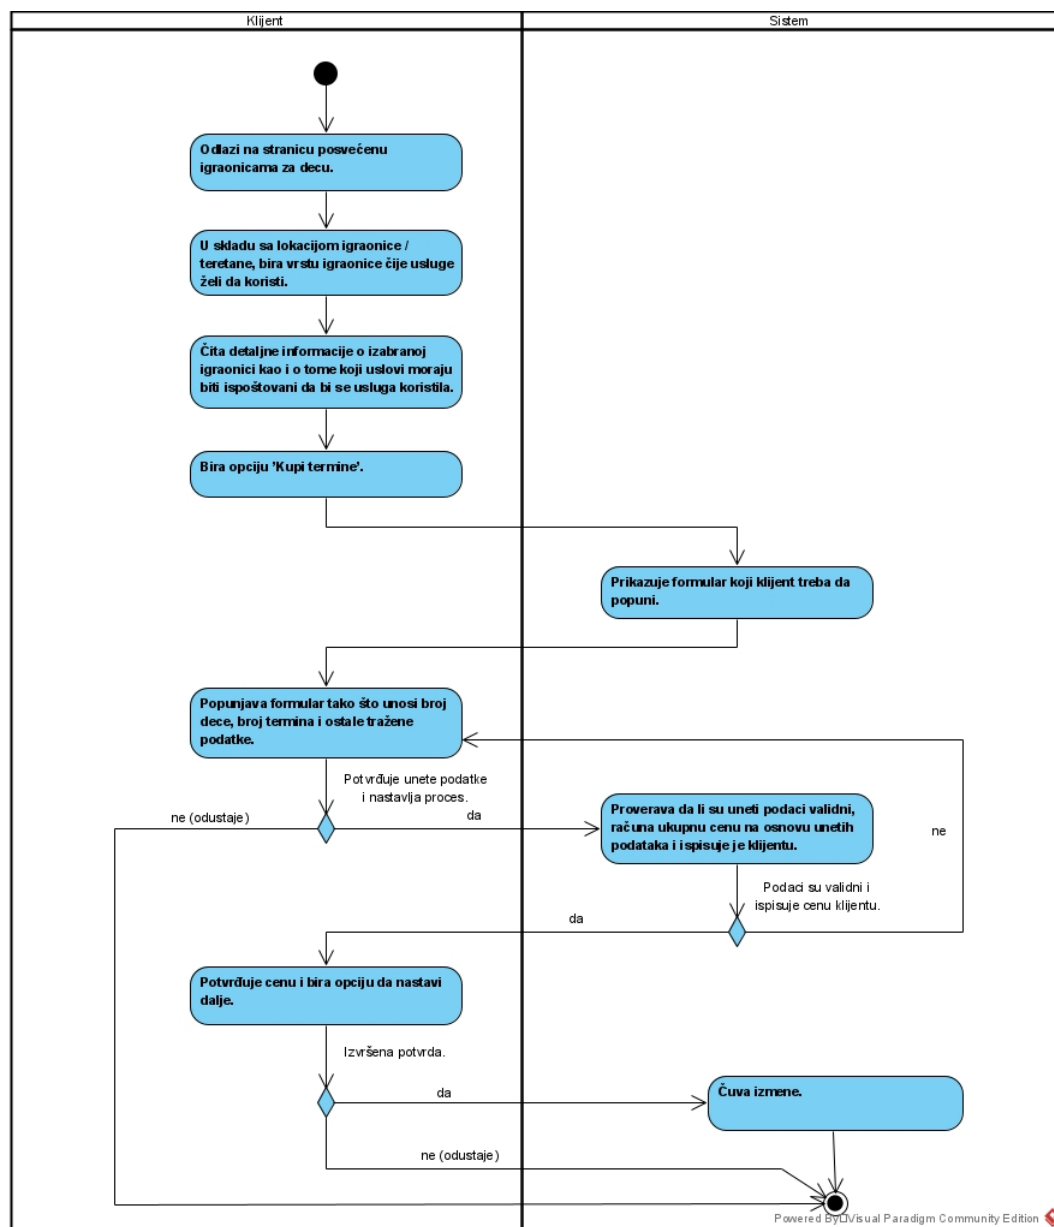 Klijent
Sistem
Odlazi na stranicu posvećenu
igraonicama za decu.
U skladu sa lokacijom igraonice /
teretane, bira vrstu igraonice čije usluge
želi da koristi.
Čita detaljne informacije o izabranoj
igraonici kao i o tome koji uslovi moraju
biti ispoštovani da bi se usluga koristila.
Bira opciju 'Kupi termine'.
Prikazuje formular koji klijent treba da
popuni.
Popunjava formular tako što unosi broj
dece, broj termina i ostale tražene
podatke.
Potvrđuje unete podatke
i nastavlja proces.
ne (odustaje)
da
Proverava da li su uneti podaci validni,
računa ukupnu cenu na osnovu unetih
podataka i ispisuje je klijentu.
ne
Podaci su validni i
ispisuje cenu klijentu.
da
Potvrđuje cenu i bira opciju da nastavi
dalje.
Izvršena potvrda.
da
Čuva izmene.
ne (odustaje)
Powered By Visual Paradigm Community Edition